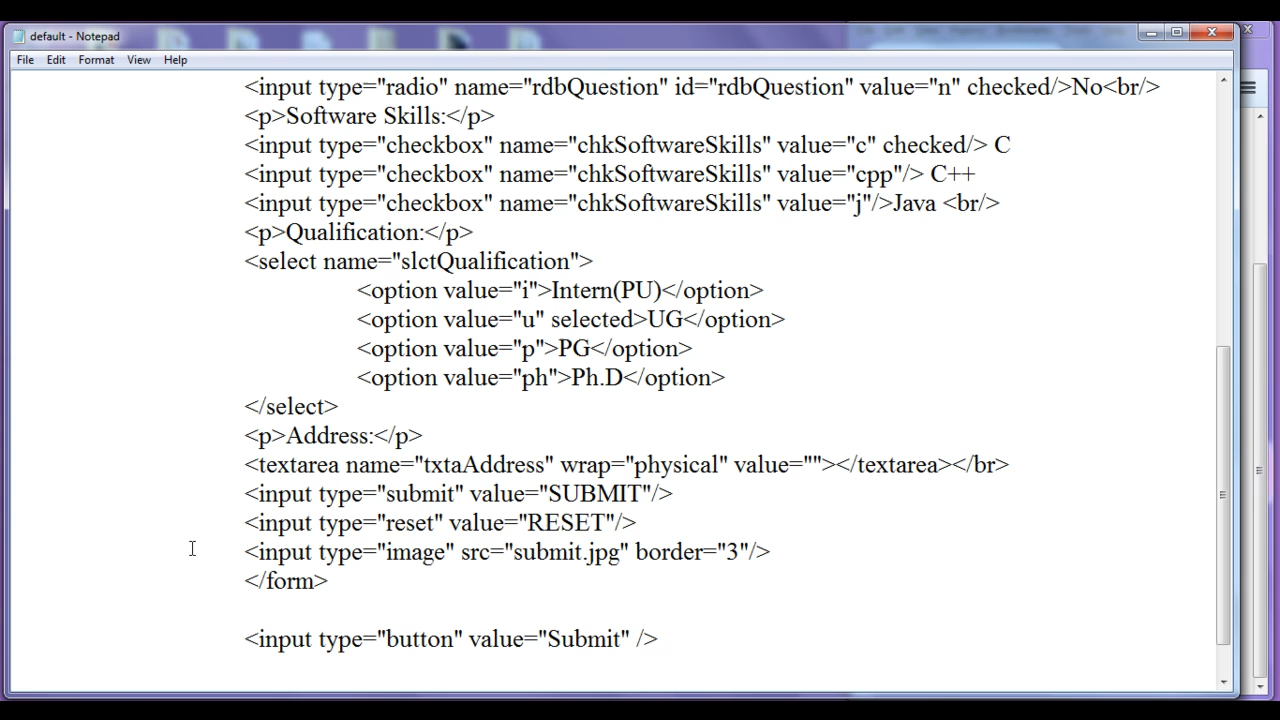 default - Notepad
File Edit Format View Help
<input type="radio" name="rdbQuestion" id="rdbQuestion" value="n" checked/>No<br/>
<p>Software Skills:</p>
<input type="checkbox" name="chkSoftwareSkills" value="c" checked/> C
<input type="checkbox" name="chkSoftwareSkills" value="cpp"/> C++
<input type="checkbox" name="chkSoftwareSkills" value="j"/>Java <br/>
<p>Qualification:</p>
<select name="slctQualification">
<option value="i">Intern(PU)</option>
<option value="u" selected>UG</option>
<option value="p">PG</option>
<option value="ph">Ph.D</option>
</select>
<p>Address:</p>
<textarea name="txtaAddress" wrap="physical" value=""></textarea></br>
<input type="submit" value="SUBMIT"/>
<input type="reset" value="RESET"/>
<input type="image" src="submit.jpg" border="3"/>
</form>
<input type="button" value="Submit" />